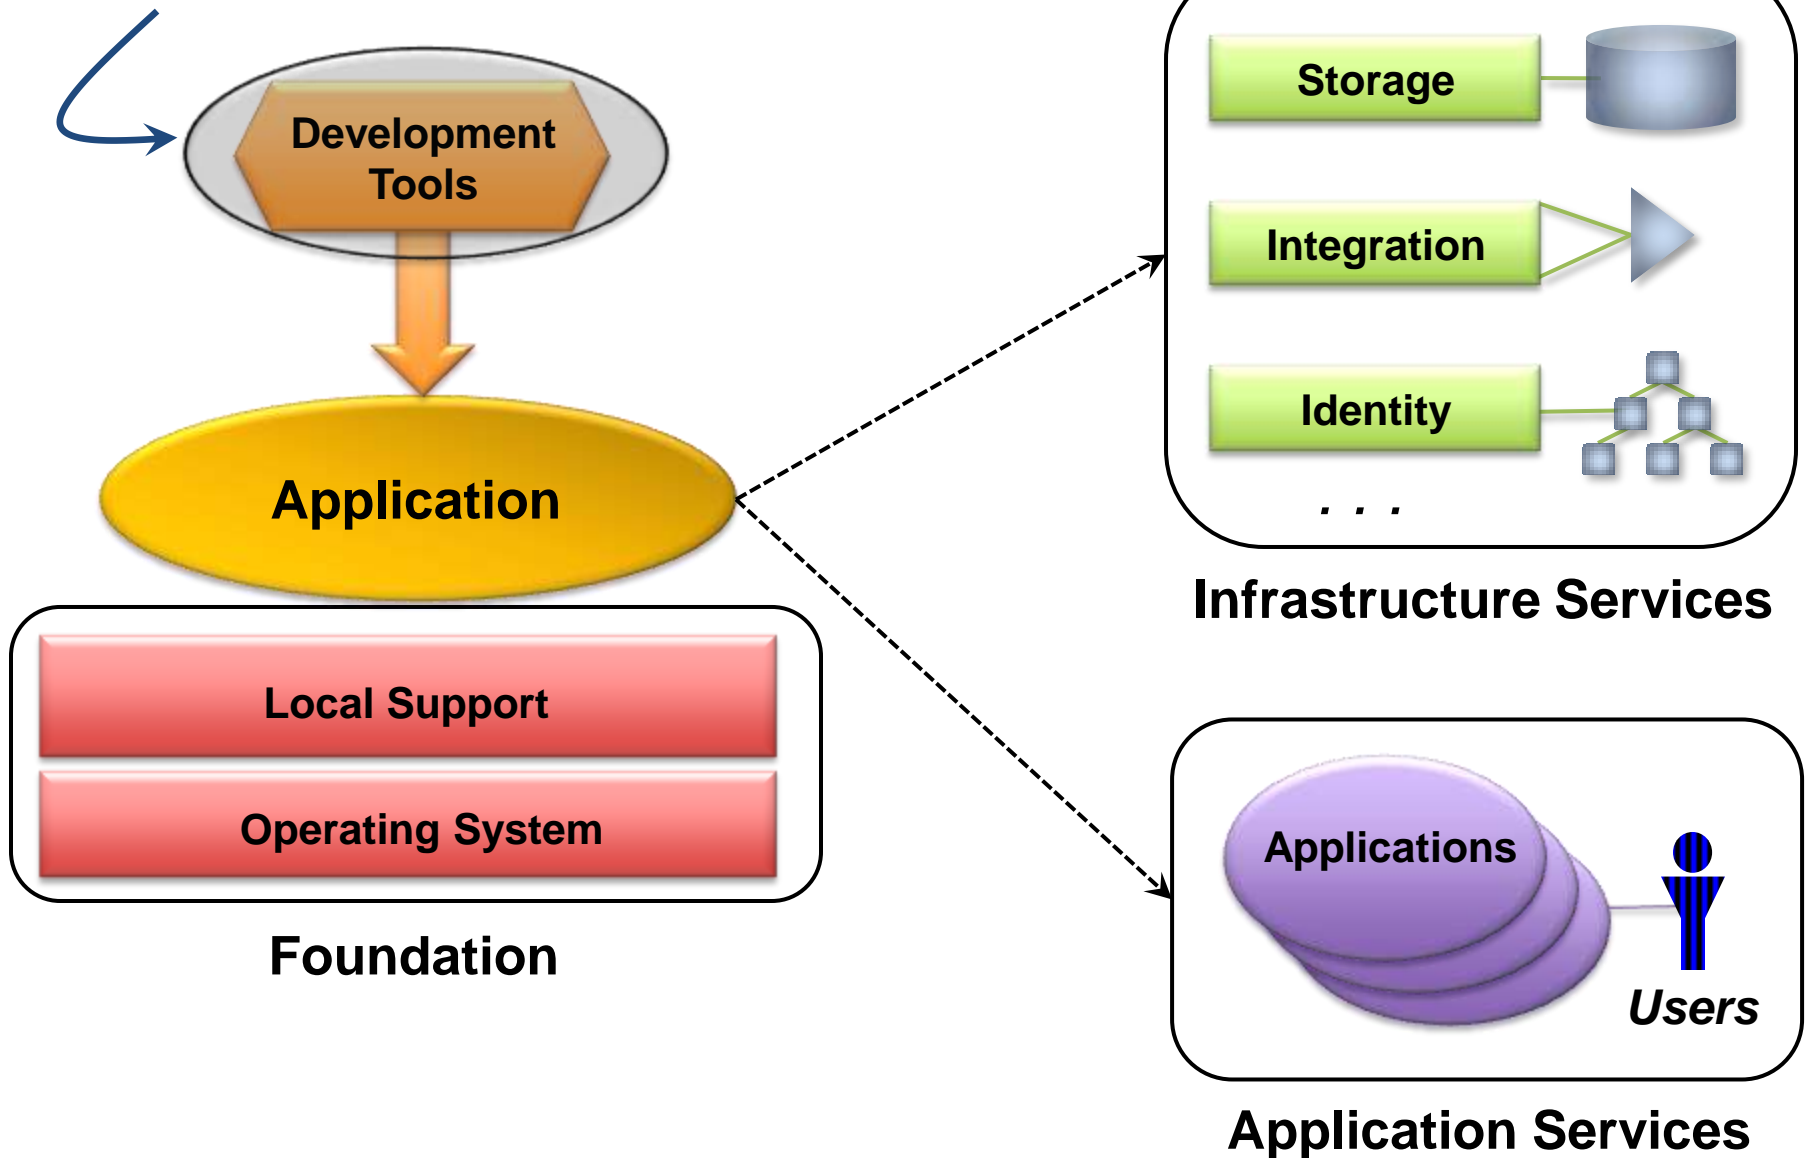 Development
Tools
Application
Local Support
Operating System
Foundation
Storage
Integration
Identity
. . .
Infrastructure Services
Applications
Users
Application Services